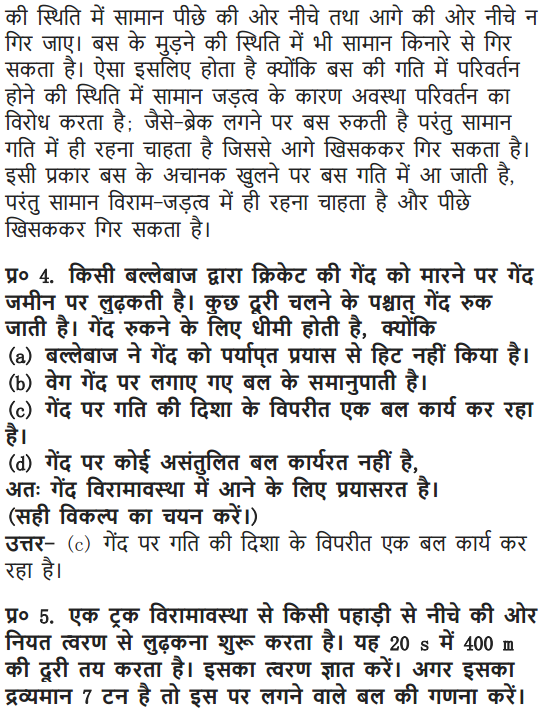 की स्थिति में सामान पीछे की ओर नीचे तथा आगे की ओर नीचे न
गिर जाए। बस के मुड़ने की स्थिति में भी सामान किनारे से गिर
सकता है। ऐसा इसलिए होता है क्योंकि बस की गति में परिवर्तन
होने की स्थिति में सामान जड़त्व के कारण अवस्था परिवर्तन का
विरोध करता है; जैसे-ब्रेक लगने पर बस रुकती है परंतु सामान
गति में ही रहना चाहता है जिससे आगे खिसककर गिर सकता है।
इसी प्रकार बस के अचानक खुलने पर बस गति में आ जाती है,
परंतु सामान विराम-जड़त्व में ही रहना चाहता है और पीछे
खिसककर गिर सकता है।
प्र० 4. किसी बल्लेबाज द्वारा क्रिकेट की गेंद को मारने पर गेंद
जमीन पर लुढ़कती है। कुछ दूरी चलने के पश्चात् गेंद रुक
जाती है। गेंद रुकने के लिए धीमी होती है, क्योंकि
(a) बल्लेबाज ने गेंद को पर्याप्त प्रयास से हिट नहीं किया है।
(b) वेग गेंद पर लगाए गए बल के समानुपाती है।
(c) गेंद पर गति की दिशा के विपरीत एक बल कार्य कर रहा
है।
(d) गेंद पर कोई असंतुलित बल कार्यरत नहीं है,
अतः गेंद विरामावस्था में आने के लिए प्रयासरत है।
(सही विकल्प का चयन करें।)
उत्तर- (c) गेंद पर गति की दिशा के विपरीत एक बल कार्य कर
रहा है।
प्र० 5. एक ट्रक विरामावस्था से किसी पहाड़ी से नीचे की ओर
नियत त्वरण से लुढ़कना शुरू करता है। यह 20 s में 400 m
की दूरी तय करता है। इसका त्वरण ज्ञात करें। अगर इसका
द्रव्यमान 7 टन है तो इस पर लगने वाले बल की गणना करें।